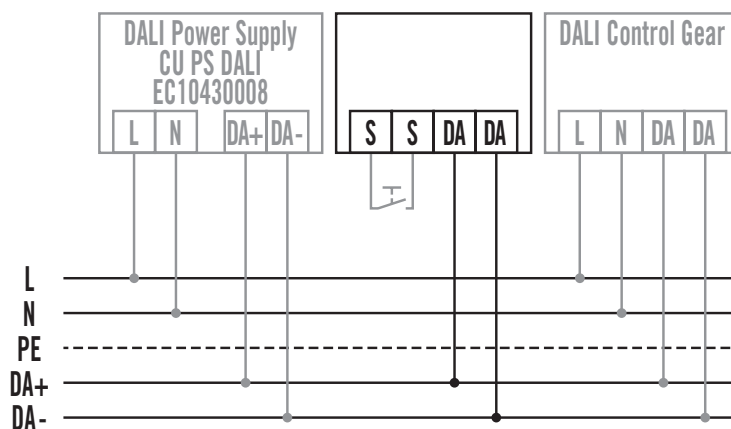 DALI Power Supply
CU PS DALI
EC10430008
L N DA+ DA-
S S DA DA
DALI Control Gear
L N DA DA
L
N
PE
DA+
DA-